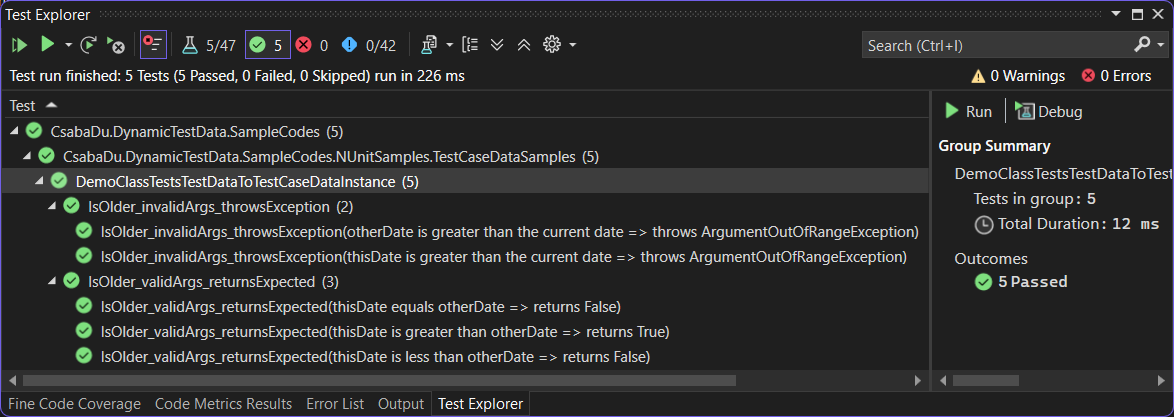 Test Explorer
5/47 5 0 0/42 Search (Ctrl+I)
Test run finished: 5 Tests (5 Passed, 0 Failed, 0 Skipped) run in 226 ms
0 Warnings 0 Errors
Test
CsabaDu.DynamicTestData.SampleCodes (5)
CsabaDu.DynamicTestData.SampleCodes.NUnitSamples.TestCaseDataSamples (5)
DemoClassTestsTestDataToTestCaseDataInstance (5)
IsOlder_invalidArgs_throwsException (2)
IsOlder_invalidArgs_throwsException(otherDate is greater than the current date => throws ArgumentOutOfRangeException)
IsOlder_invalidArgs_throwsException(thisDate is greater than the current date => throws ArgumentOutOfRangeException)
IsOlder_validArgs_returnsExpected (3)
IsOlder_validArgs_returnsExpected(thisDate equals otherDate => returns False)
IsOlder_validArgs_returnsExpected(thisDate is greater than otherDate => returns True)
IsOlder_validArgs_returnsExpected(thisDate is less than otherDate => returns False)
Run Debug
Group Summary
DemoClassTestsTestDataToTest
Tests in group: 5
Total Duration: 12 ms
Outcomes
5 Passed
Fine Code Coverage Code Metrics Results Error List Output Test Explorer